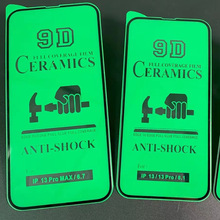 9D
FULL COVERAGE FILM
CERAMICS
ANTI-SHOCK
IP 13 Pro MAX/6.7
9D
FULL COVERAGE FILM
CERAMICS
ANTI-SHOCK
IP 13/13 Pro/6.1